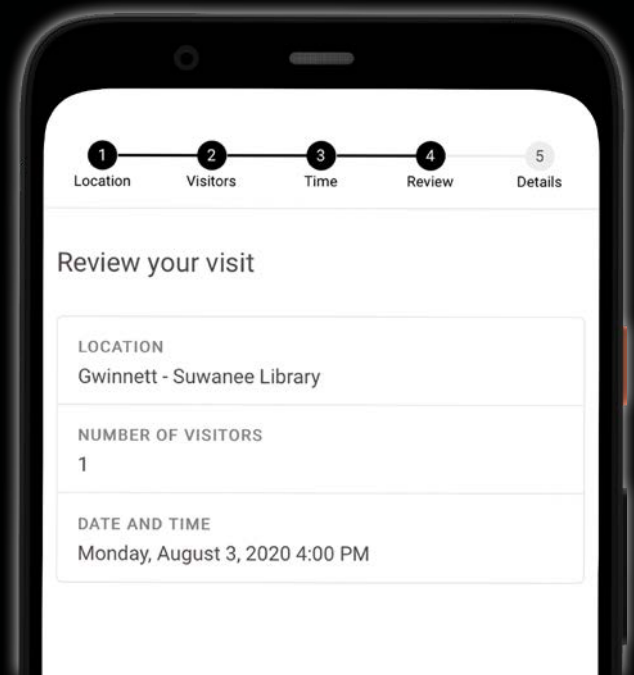 1 2 3 4 5
Location Visitors Time Review Details
Review your visit
LOCATION
Gwinnett - Suwanee Library
NUMBER OF VISITORS
1
DATE AND TIME
Monday, August 3, 2020 4:00 PM